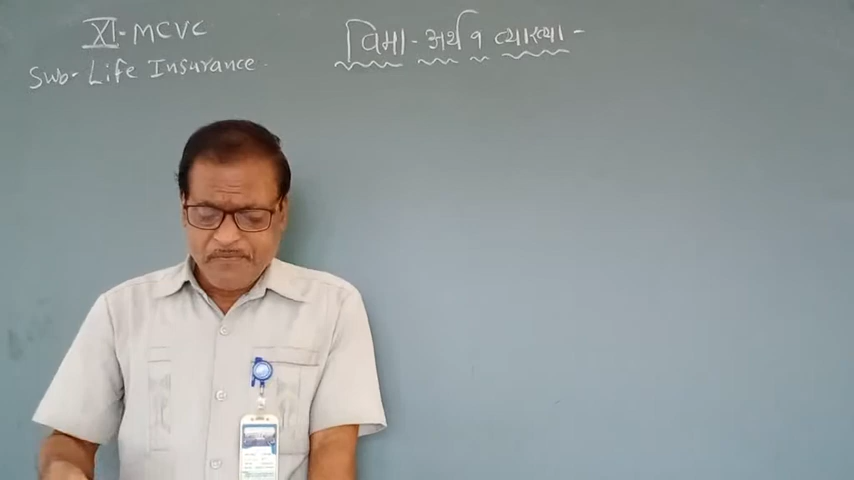 XI - MCVC
Sub- Life Insurance.
विमा - अर्थ व व्याख्या -